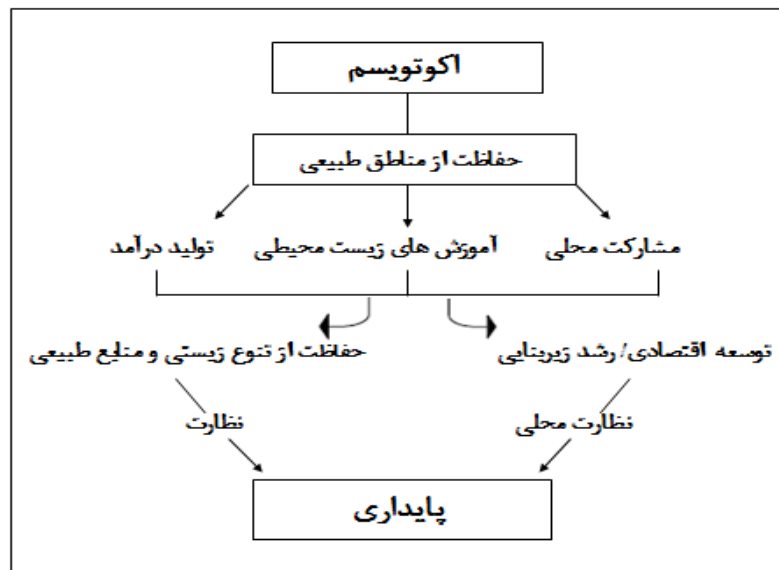 اکوتویسم
حفاظت از مناطق طبیعی
مشارکت محلی
آموزش های زیست محیطی
تولید درآمد
توسعه اقتصادی/ رشد زیربنایی
حفاظت از تنوع زیستی و منابع طبیعی
نظارت محلی
نظارت
پایداری